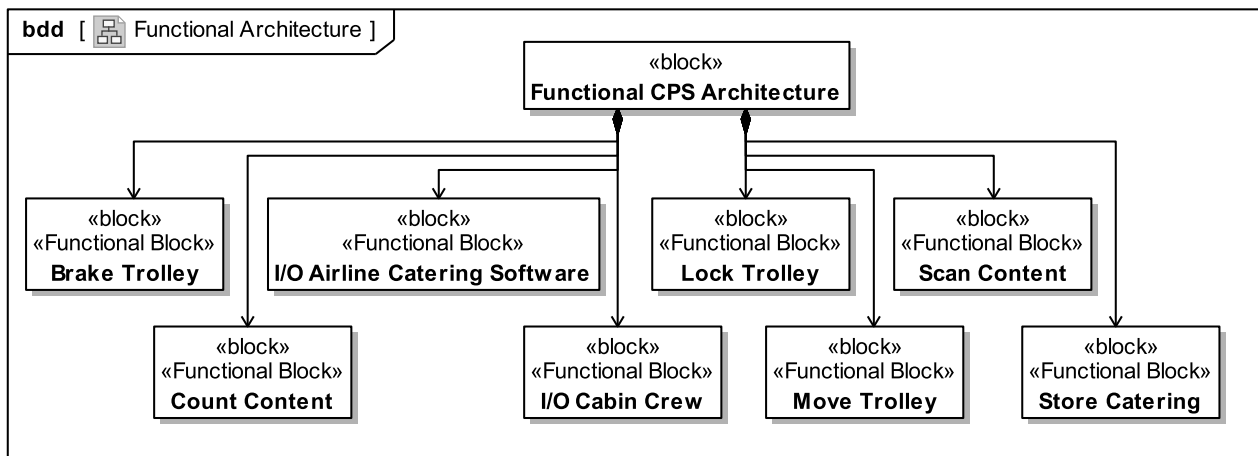 bdd [ Functional Architecture ]
«block»
Functional CPS Architecture
«block»
«Functional Block»
Brake Trolley
«block»
«Functional Block»
I/O Airline Catering Software
«block»
«Functional Block»
Lock Trolley
«block»
«Functional Block»
Scan Content
«block»
«Functional Block»
Count Content
«block»
«Functional Block»
I/O Cabin Crew
«block»
«Functional Block»
Move Trolley
«block»
«Functional Block»
Store Catering